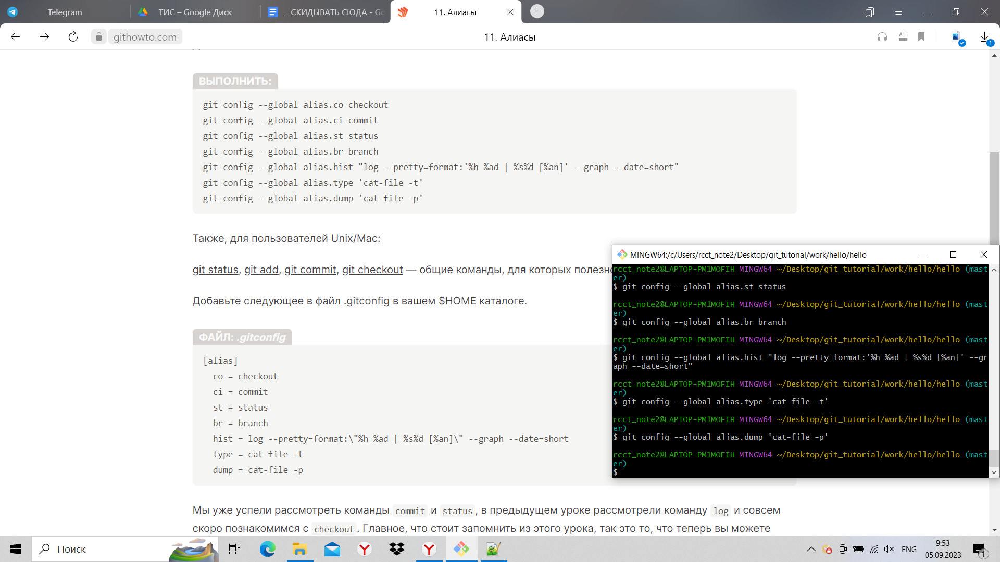 Telegram
ТИС – Google Диск
__СКИДЫВАТЬ СЮДА - Go
11. Алиасы
githowto.com
11. Алиасы
1
ВЫПОЛНИТЬ:
git config --global alias.co checkout
git config --global alias.ci commit
git config --global alias.st status
git config --global alias.br branch
git config --global alias.hist "log --pretty=format:'%h %ad | %s%d [%an]' --graph --date=short"
git config --global alias.type 'cat-file -t'
git config --global alias.dump 'cat-file -p'
Также, для пользователей Unix/Mac:
git status, git add, git commit, git checkout — общие команды, для которых полезно
Добавьте следующее в файл .gitconfig в вашем $HOME каталоге.
ФАЙЛ: .gitconfig
[alias]
co = checkout
ci = commit
st = status
br = branch
hist = log --pretty=format:\"%h %ad | %s%d [%an]\" --graph --date=short
type = cat-file -t
dump = cat-file -p
Мы уже успели рассмотреть команды commit и status, в предыдущем уроке рассмотрели команду log и совсем
скоро познакомимся с checkout. Главное, что стоит запомнить из этого урока, так это то, что теперь вы можете
MINGW64:/c/Users/rcct_note2/Desktop/git_tutorial/work/hello/hello
rcct_note2@LAPTOP-PM1MOFIH MINGW64 ~/Desktop/git_tutorial/work/hello/hello (mast
er)
$ git config --global alias.st status
rcct_note2@LAPTOP-PM1MOFIH MINGW64 ~/Desktop/git_tutorial/work/hello/hello (mast
er)
$ git config --global alias.br branch
rcct_note2@LAPTOP-PM1MOFIH MINGW64 ~/Desktop/git_tutorial/work/hello/hello (mast
er)
$ git config --global alias.hist "log --pretty=format:'%h %ad | %s%d [%an]' --gr
aph --date=short"
rcct_note2@LAPTOP-PM1MOFIH MINGW64 ~/Desktop/git_tutorial/work/hello/hello (mast
er)
$ git config --global alias.type 'cat-file -t'
rcct_note2@LAPTOP-PM1MOFIH MINGW64 ~/Desktop/git_tutorial/work/hello/hello (mast
er)
$ git config --global alias.dump 'cat-file -p'
rcct_note2@LAPTOP-PM1MOFIH MINGW64 ~/Desktop/git_tutorial/work/hello/hello (mast
er)
$
Поиск
ENG
9:53
05.09.2023
1